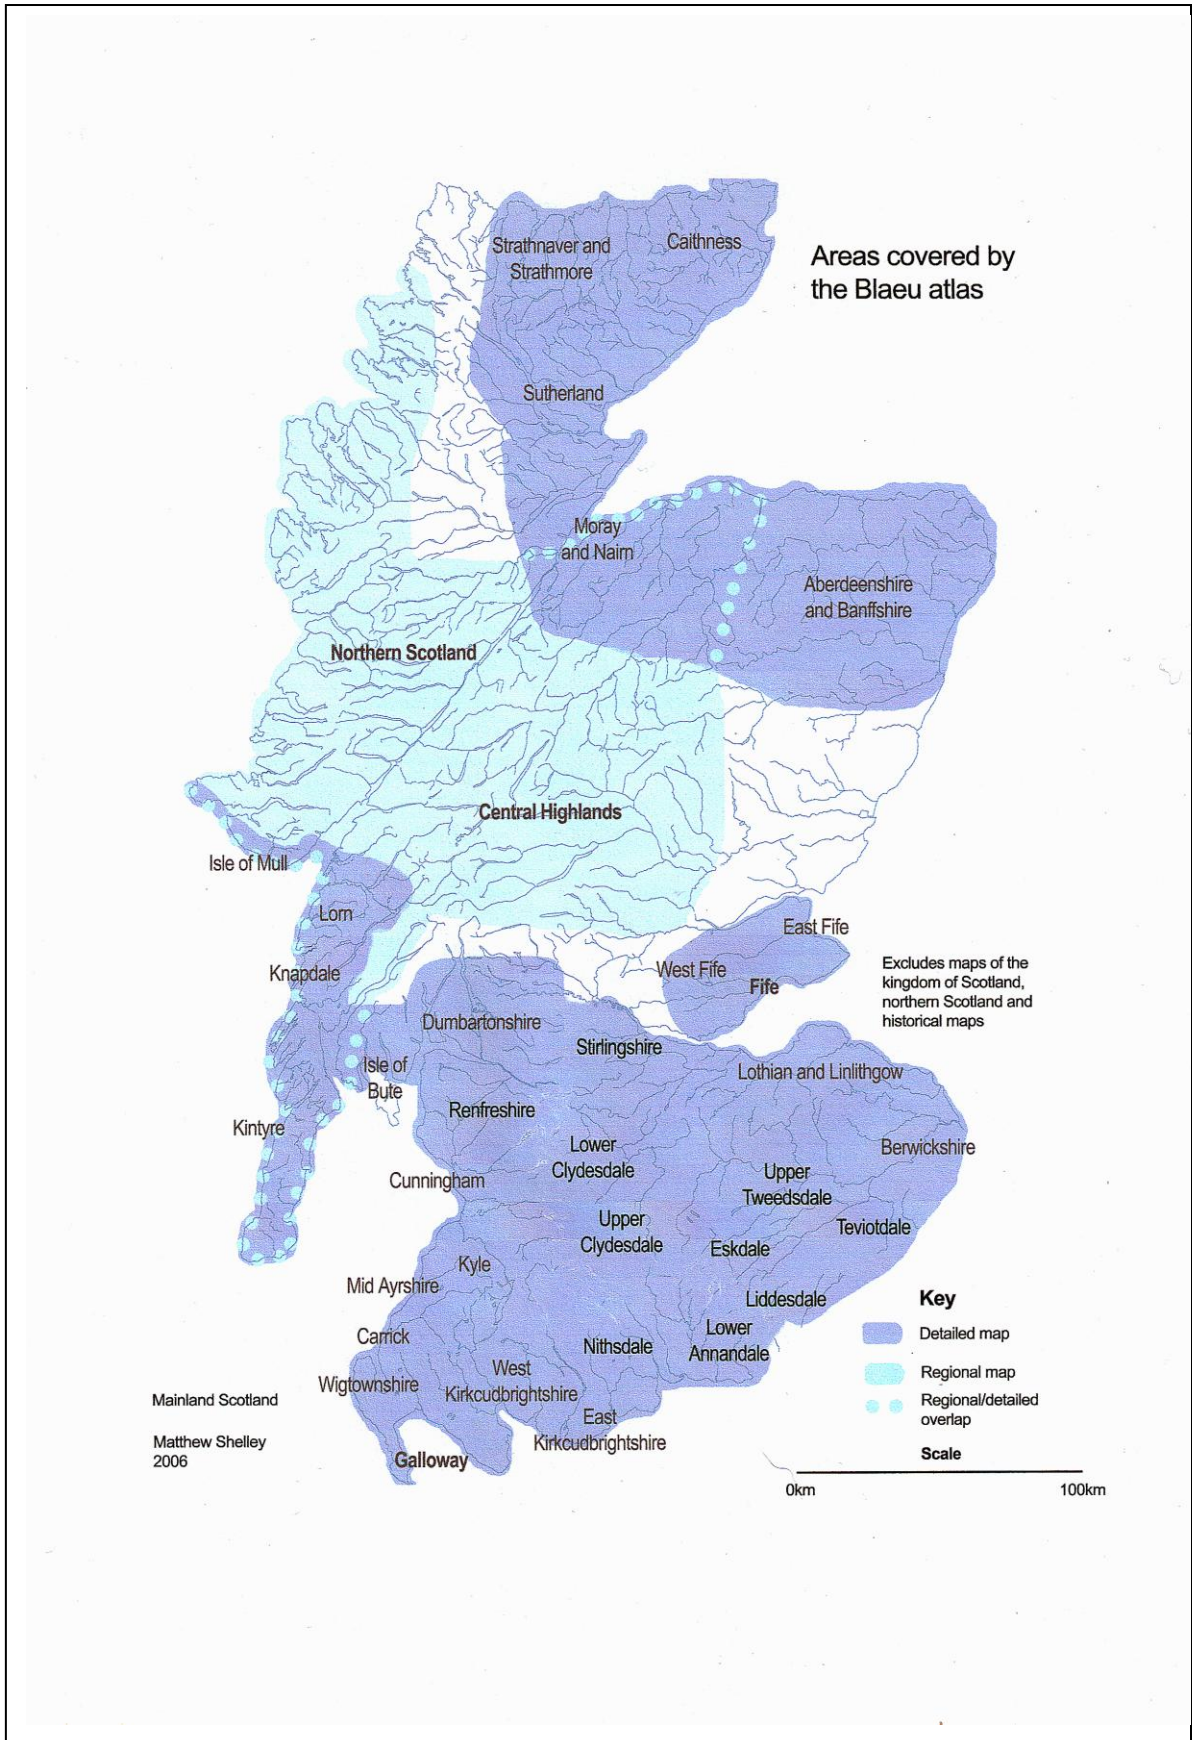 Strathnaver and
Strathmore
Caithness
Areas covered by
the Blaeu atlas
Sutherland
Moray
and Nairn
Aberdeenshire
and Banffshire
Northern Scotland
Central Highlands
Isle of Mull
Lorn
East Fife
West Fife
Fife
Knapdale
Excludes maps of the
kingdom of Scotland,
northern Scotland and
historical maps
Dumbartonshire
Stirlingshire
Isle of
Bute
Lothian and Linlithgow
Renfreshire
Kintyre
Lower
Clydesdale
Berwickshire
Cunningham
Upper
Tweedsdale
Upper
Clydesdale
Teviotdale
Eskdale
Kyle
Mid Ayrshire
Liddesdale
Carrick
Nithsdale
Lower
Annandale
Wigtownshire
West
Kirkcudbrightshire
East
Kirkcudbrightshire
Galloway
Mainland Scotland
Matthew Shelley
2006
Key
Detailed map
Regional map
Regional/detailed
overlap
Scale
0km
100km